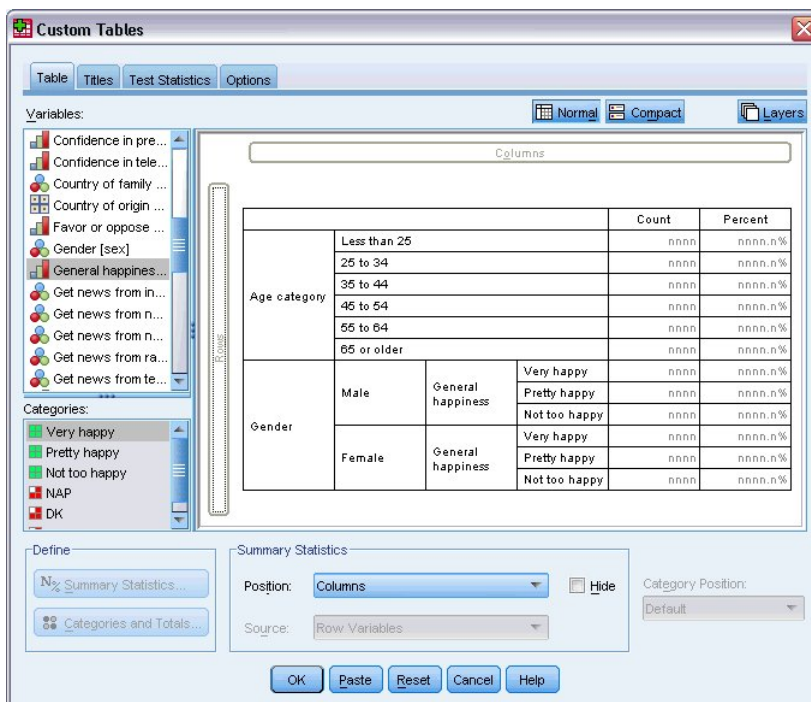 Custom Tables
Table Titles Test Statistics Options
Variables:
Normal Compact Layers
Confidence in pre...
Confidence in tele...
Country of family ...
Country of origin ...
Favor or oppose ...
Gender [sex]
General happines...
Get news from in...
Get news from n...
Get news from n...
Get news from ra...
Get news from te...
Categories:
Very happy
Pretty happy
Not too happy
NAP
DK
Columns
Rows
Count Percent
Age category Less than 25 nnnn nnnn.n%
25 to 34 nnnn nnnn.n%
35 to 44 nnnn nnnn.n%
45 to 54 nnnn nnnn.n%
55 to 64 nnnn nnnn.n%
65 or older nnnn nnnn.n%
Gender Male General happiness Very happy nnnn nnnn.n%
Pretty happy nnnn nnnn.n%
Not too happy nnnn nnnn.n%
Female General happiness Very happy nnnn nnnn.n%
Pretty happy nnnn nnnn.n%
Not too happy nnnn nnnn.n%
Define
N% Summary Statistics...
Categories and Totals...
Summary Statistics
Position: Columns Hide
Source: Row Variables
Category Position:
Default
OK Paste Reset Cancel Help